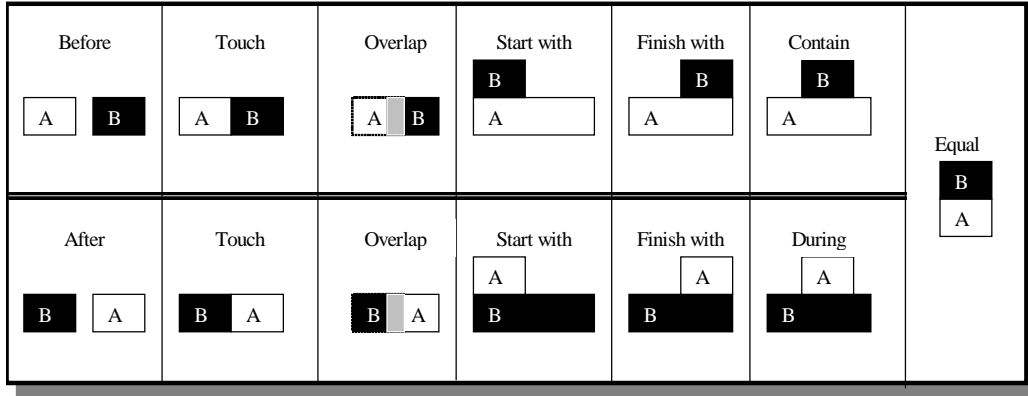 Before Touch Overlap Start with Finish with Contain
B B B
A B A B A B A A A
Equal
B
A
After Touch Overlap Start with Finish with During
A A A
B A B A B A B B B